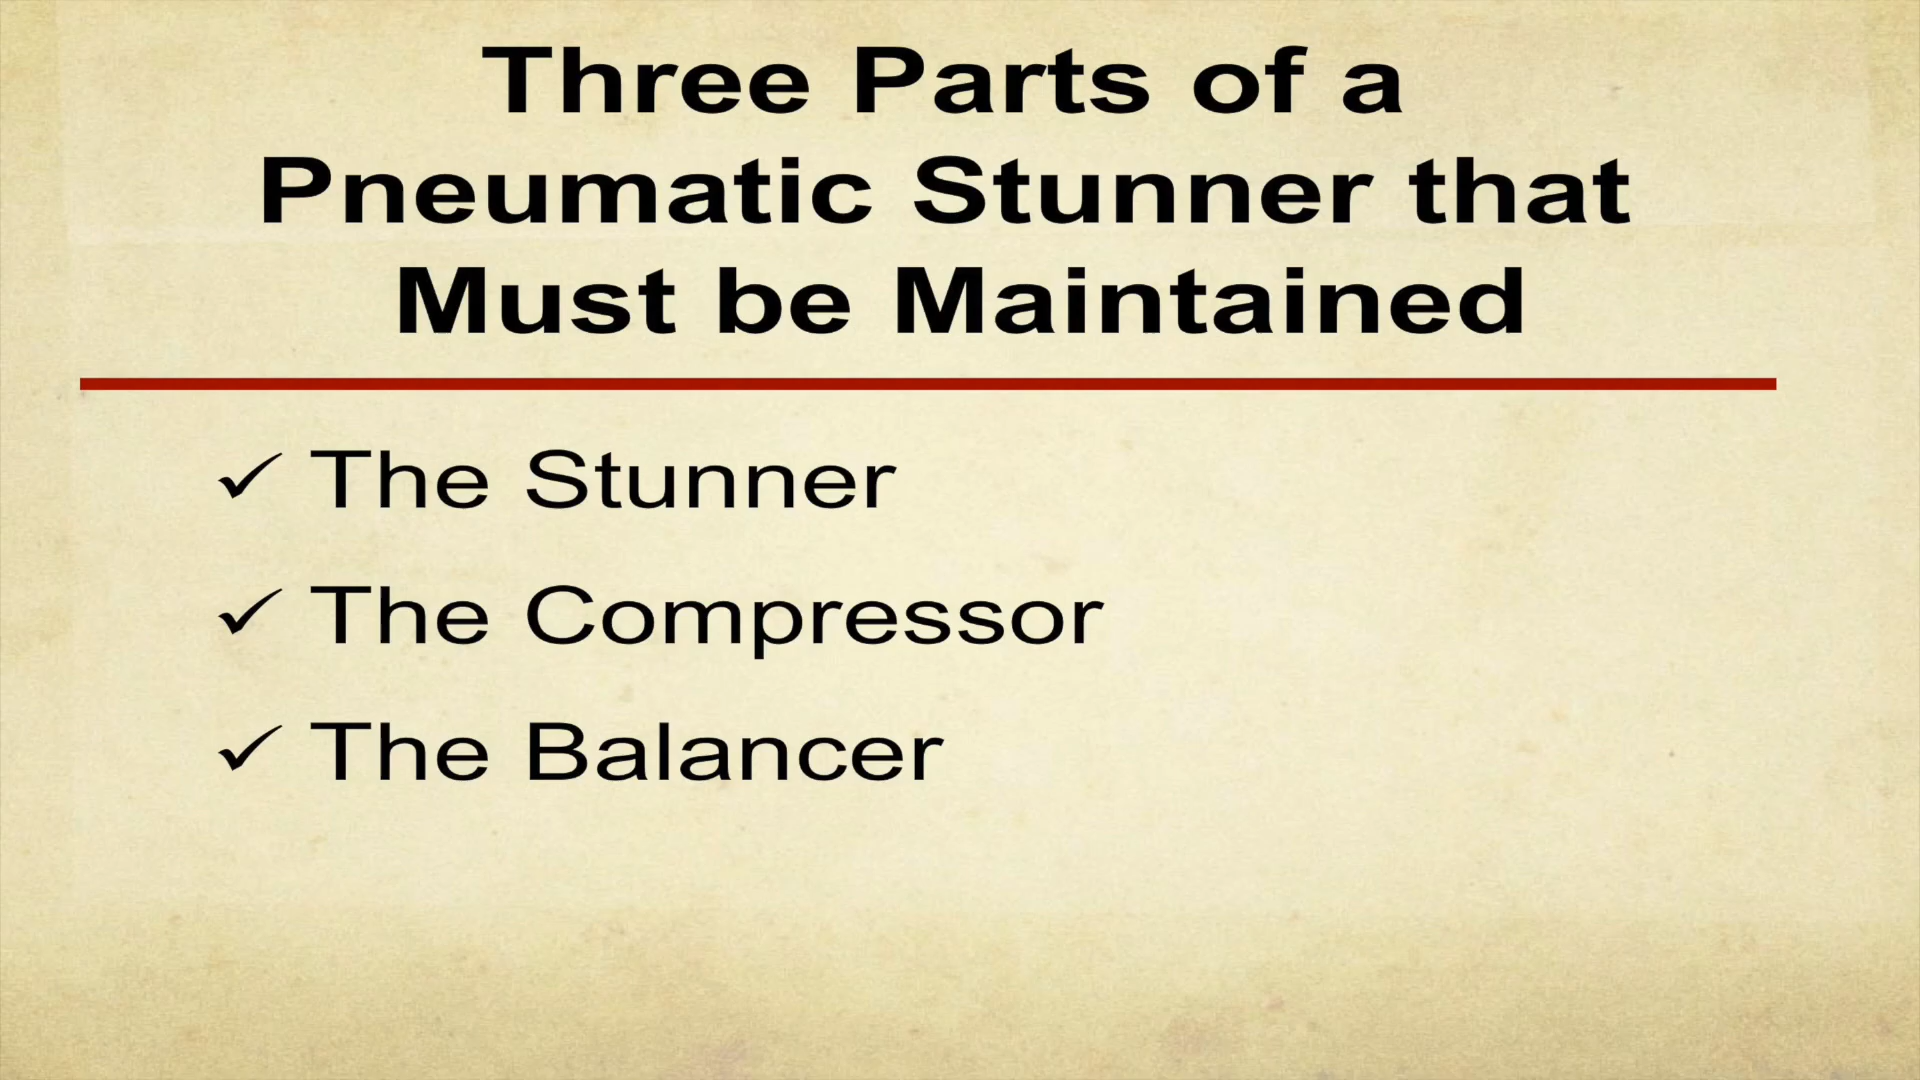 Three Parts of a
Pneumatic Stunner that
Must be Maintained
✓ The Stunner
✓ The Compressor
✓ The Balancer